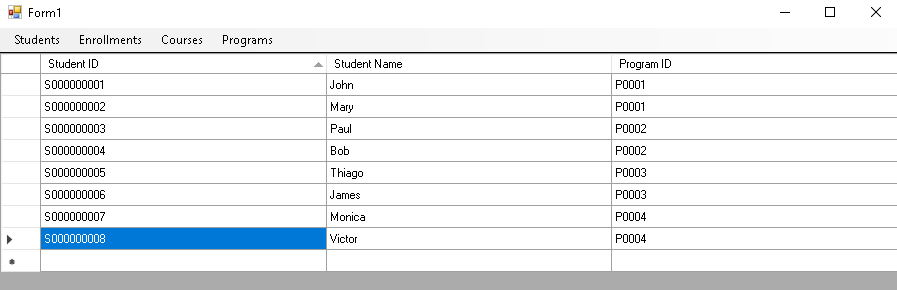 Form1
Students Enrollments Courses Programs
Student ID Student Name Program ID
S000000001 John P0001
S000000002 Mary P0001
S000000003 Paul P0002
S000000004 Bob P0002
S000000005 Thiago P0003
S000000006 James P0003
S000000007 Monica P0004
S000000008 Victor P0004